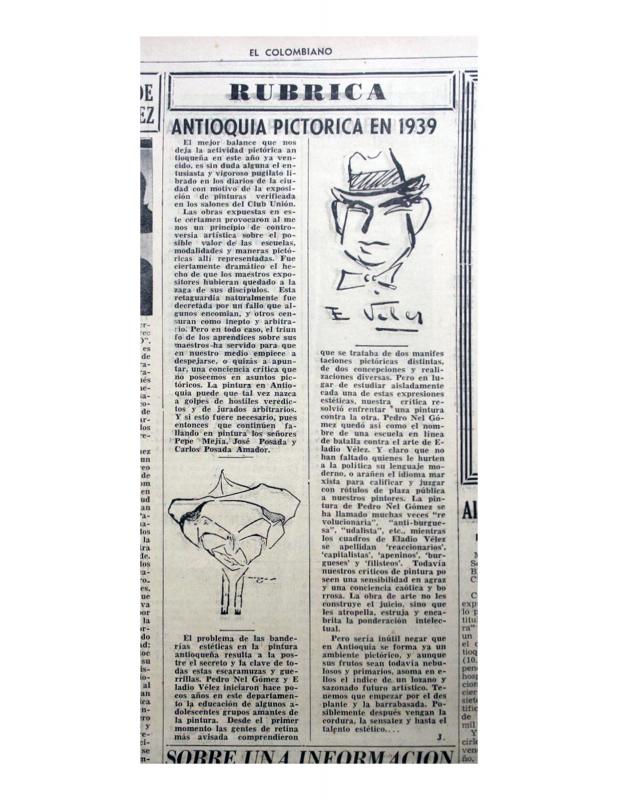 EL COLOMBIANO
RUBRICA
ANTIOQUIA PICTORICA EN 1939
El mejor balance que nos
deja la actividad pictórica an
tioqueña en este año ya ven-
cido, es sin duda alguna el en-
tusiasta y vigoroso pugilato li-
brado en los diarios de la ciu-
dad con motivo de la exposi-
ción de pinturas verificada
en los salones del Club Unión.
Las obras expuestas en es-
te certamen provocaron al me
nos un principio de contro-
versia artística sobre el po-
sible valor de las escuelas,
modalidades y maneras pictó-
ricas allí representadas. Fue
ciertamente dramático el he-
cho de que los maestros expo-
sitores hubieran quedado a la
zaga de sus discípulos. Esta
retaguardia naturalmente fue
decretada por un fallo que al-
gunos encomian, y otros cen-
suran como inepto y arbitra-
rio. Pero en todo caso, el triun
fo de los aprendices sobre sus
maestros ha servido para que
en nuestro medio empiece a
despejarse, o quizás a apun-
tar, una conciencia crítica que
no poseemos en asuntos pic-
tóricos. La pintura en Antio-
quia puede que tal vez nazca
a golpes de hostiles veredic-
tos y de jurados arbitrarios.
Y si esto fuere necesario, pues
entonces que continúen fa-
llando en pintura los señores
Pepe Mejía, José Posada y
Carlos Posada Amador.
El problema de las bande-
rías estéticas en la pintura
antioqueña resulta a la pos-
tre el secreto y la clave de to-
das estas escaramuzas y gue-
rrillas. Pedro Nel Gómez y E
ladio Vélez iniciaron hace po-
cos años en este departamen-
to la educación de algunos a-
dolescentes grupos amantes de
la pintura. Desde el primer
momento las gentes de retina
más avisada comprendieron
E Velez
que se trataba de dos manifes
taciones pictóricas distintas,
de dos concepciones y reali-
zaciones diversas. Pero en lu-
gar de estudiar aisladamente
cada una de estas expresiones
estéticas, nuestra crítica re-
solvió enfrentar una pintura
contra la otra. Pedro Nel Gó-
mez quedó así como el nom-
bre de una escuela en línea
de batalla contra el arte de E-
ladio Vélez. Y claro que no
han faltado quienes le hurten
a la política su lenguaje mo-
derno, o arañen el idioma mar
xista para calificar y juzgar
con rótulos de plaza pública
a nuestros pintores. La pin-
tura de Pedro Nel Gómez se
ha llamado muchas veces "re
volucionaria", "anti-burgue-
sa", "udalista", etc., mientras
los cuadros de Eladio Vélez
se apellidan 'reaccionarios',
'capitalistas', 'apeninos', 'bur-
gueses' y 'filisteos'. Todavía
nuestros críticos de pintura po
seen una sensibilidad en agraz
y una conciencia caótica y bo
rrosa. La obra de arte no les
construye el juicio, sino que
les atropella, estruja y enca-
brita la ponderación intelec-
tual.
Pero sería inútil negar que
en Antioquia se forma ya un
ambiente pictórico, y aunque
sus frutos sean todavía nebu-
losos y primarios, asoma en e-
llos el índice de un lozano y
sazonado futuro artístico. Te-
nemos que empezar por el des
plante y la barrabasada. Po-
siblemente después vengan la
cordura, la sensatez y hasta el
talento estético....
J.
SOBRE UNA INFORMACION